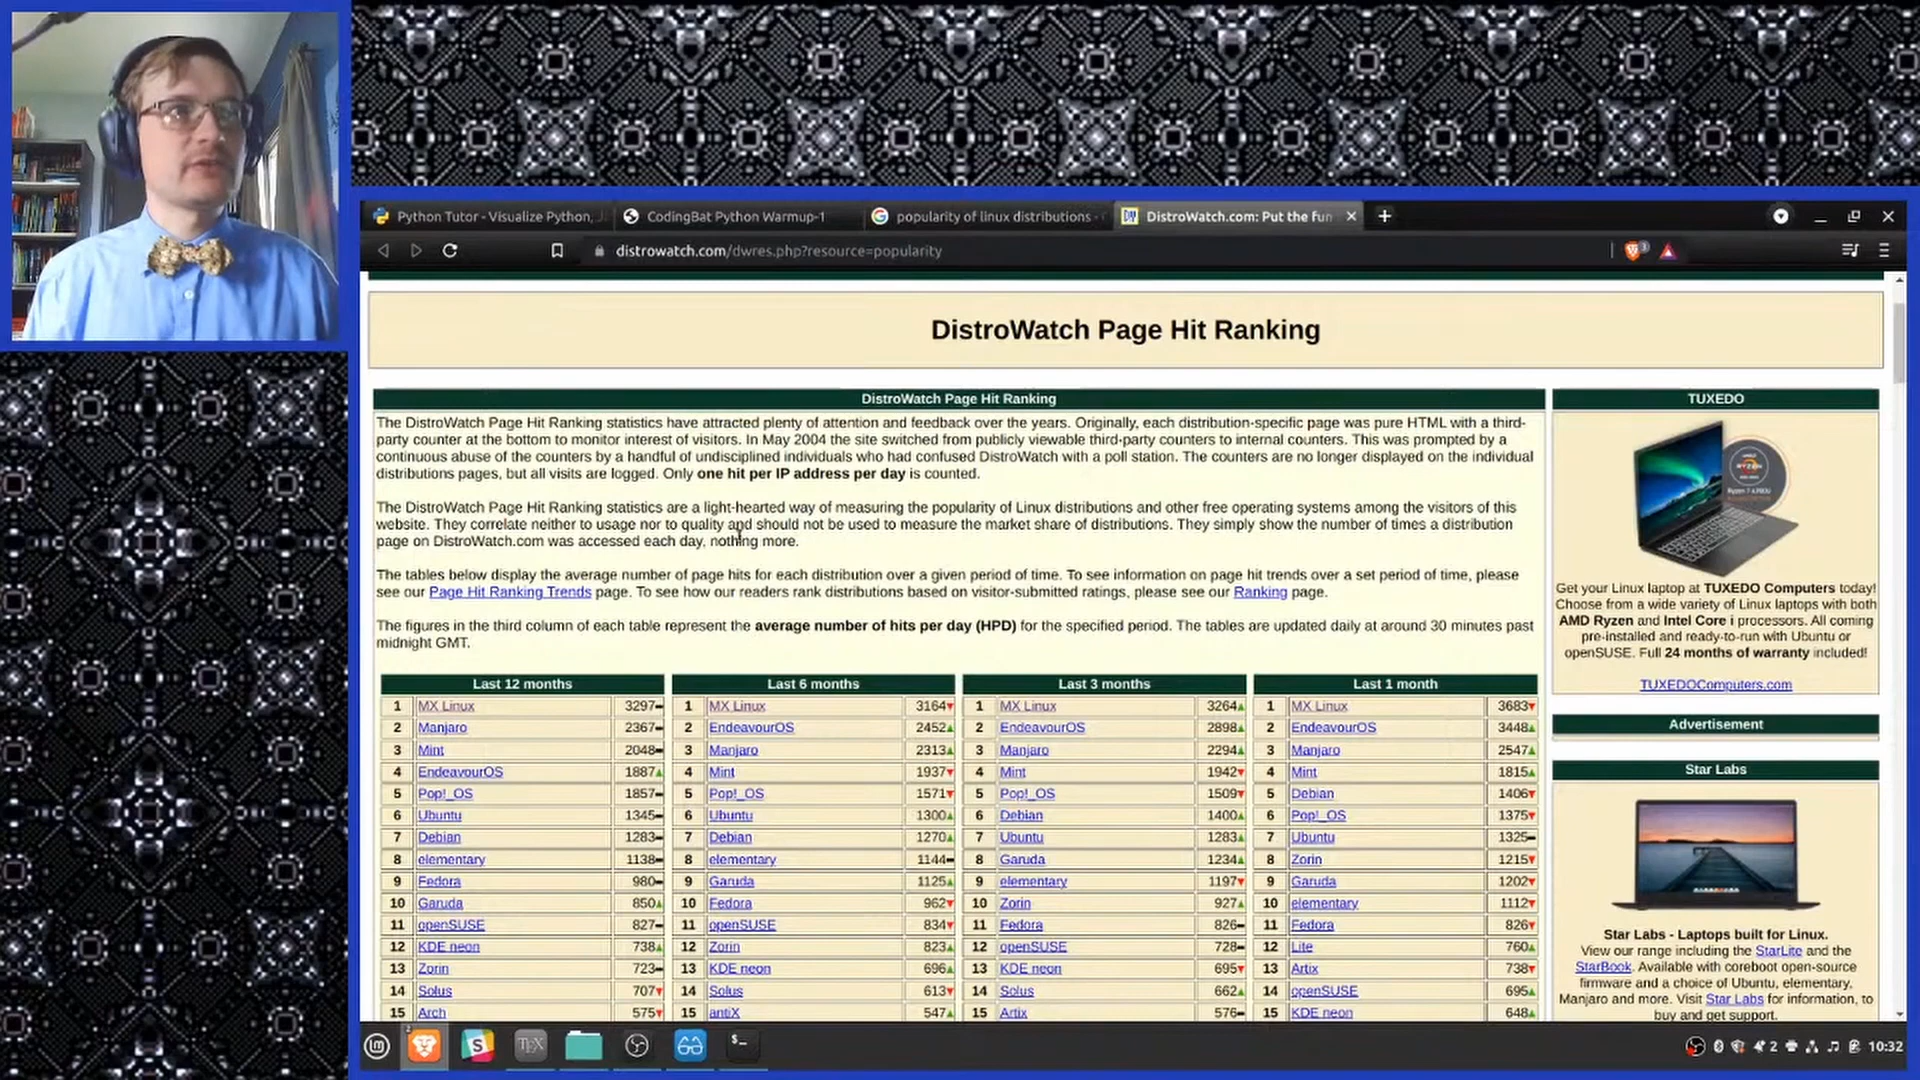 Python Tutor - Visualize Python,
CodingBat Python Warmup-1
popularity of linux distributions -
DistroWatch.com: Put the fun
distrowatch.com/dwres.php?resource=popularity
DistroWatch Page Hit Ranking
DistroWatch Page Hit Ranking
The DistroWatch Page Hit Ranking statistics have attracted plenty of attention and feedback over the years. Originally, each distribution-specific page was pure HTML with a third-
party counter at the bottom to monitor interest of visitors. In May 2004 the site switched from publicly viewable third-party counters to internal counters. This was prompted by a
continuous abuse of the counters by a handful of undisciplined individuals who had confused DistroWatch with a poll station. The counters are no longer displayed on the individual
distributions pages, but all visits are logged. Only one hit per IP address per day is counted.
The DistroWatch Page Hit Ranking statistics are a light-hearted way of measuring the popularity of Linux distributions and other free operating systems among the visitors of this
website. They correlate neither to usage nor to quality and should not be used to measure the market share of distributions. They simply show the number of times a distribution
page on DistroWatch.com was accessed each day, nothing more.
The tables below display the average number of page hits for each distribution over a given period of time. To see information on page hit trends over a set period of time, please
see our Page Hit Ranking Trends page. To see how our readers rank distributions based on visitor-submitted ratings, please see our Ranking page.
The figures in the third column of each table represent the average number of hits per day (HPD) for the specified period. The tables are updated daily at around 30 minutes past
midnight GMT.
Last 12 months
1 MX Linux 3297
2 Manjaro 2367
3 Mint 2048
4 EndeavourOS 1887
5 Pop!_OS 1857
6 Ubuntu 1345
7 Debian 1283
8 elementary 1138
9 Fedora 980
10 Garuda 850
11 openSUSE 827
12 KDE neon 738
13 Zorin 723
14 Solus 707
15 Arch 575
Last 6 months
1 MX Linux 3164
2 EndeavourOS 2452
3 Manjaro 2313
4 Mint 1937
5 Pop!_OS 1571
6 Ubuntu 1300
7 Debian 1270
8 elementary 1144
9 Garuda 1125
10 Fedora 962
11 openSUSE 834
12 Zorin 823
13 KDE neon 696
14 Solus 613
15 antiX 547
Last 3 months
1 MX Linux 3264
2 EndeavourOS 2898
3 Manjaro 2294
4 Mint 1942
5 Pop!_OS 1509
6 Debian 1400
7 Ubuntu 1283
8 Garuda 1234
9 elementary 1197
10 Zorin 927
11 Fedora 826
12 openSUSE 728
13 KDE neon 695
14 Solus 662
15 Artix 576
Last 1 month
1 MX Linux 3683
2 EndeavourOS 3448
3 Manjaro 2547
4 Mint 1815
5 Debian 1406
6 Pop!_OS 1375
7 Ubuntu 1325
8 Zorin 1215
9 Garuda 1202
10 elementary 1112
11 Fedora 826
12 Lite 760
13 Artix 738
14 openSUSE 695
15 KDE neon 648
TUXEDO
AMD
RYZEN
Get your Linux laptop at TUXEDO Computers today!
Choose from a wide variety of Linux laptops with both
AMD Ryzen and Intel Core i processors. All coming
pre-installed and ready-to-run with Ubuntu or
openSUSE. Full 24 months of warranty included!
TUXEDOComputers.com
Advertisement
Star Labs
Star Labs - Laptops built for Linux.
View our range including the StarLite and the
StarBook. Available with coreboot open-source
firmware and a choice of Ubuntu, elementary,
Manjaro and more. Visit Star Labs for information, to
buy and get support.
TEX
2
10:32